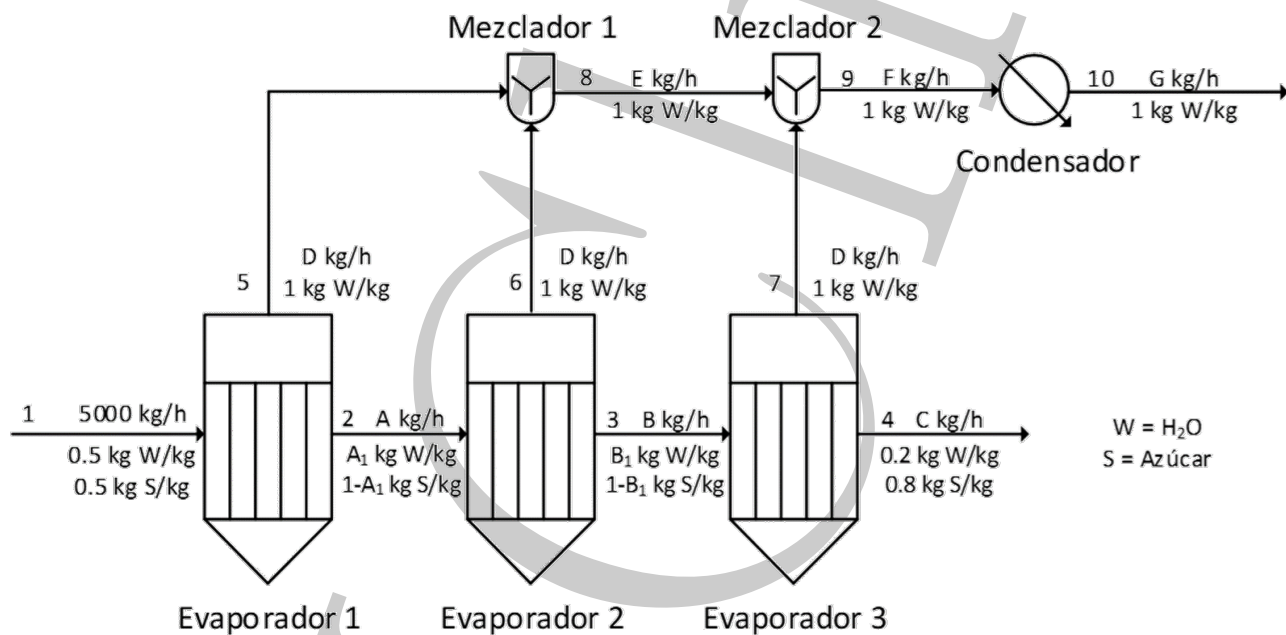 Mezclador 1
Mezclador 2
8
E kg/h
1 kg W/kg
9
F kg/h
1 kg W/kg
10
G kg/h
1 kg W/kg
Condensador
5
D kg/h
1 kg W/kg
6
D kg/h
1 kg W/kg
7
D kg/h
1 kg W/kg
1
5000 kg/h
0.5 kg W/kg
0.5 kg S/kg
2
A kg/h
A₁ kg W/kg
1-A₁ kg S/kg
3
B kg/h
B₁ kg W/kg
1-B₁ kg S/kg
4
C kg/h
0.2 kg W/kg
0.8 kg S/kg
W = H₂O
S = Azúcar
Evaporador 1
Evaporador 2
Evaporador 3